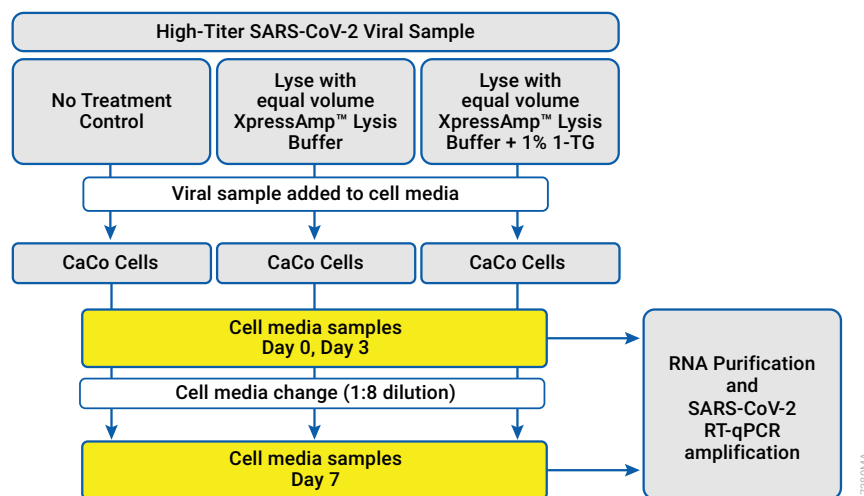 High-Titer SARS-CoV-2 Viral Sample
No Treatment
Control
Lyse with
equal volume
XpressAmp™ Lysis
Buffer
Lyse with
equal volume
XpressAmp™ Lysis
Buffer + 1% 1-TG
Viral sample added to cell media
CaCo Cells
CaCo Cells
CaCo Cells
Cell media samples
Day 0, Day 3
Cell media change (1:8 dilution)
Cell media samples
Day 7
RNA Purification
and
SARS-CoV-2
RT-qPCR
amplification